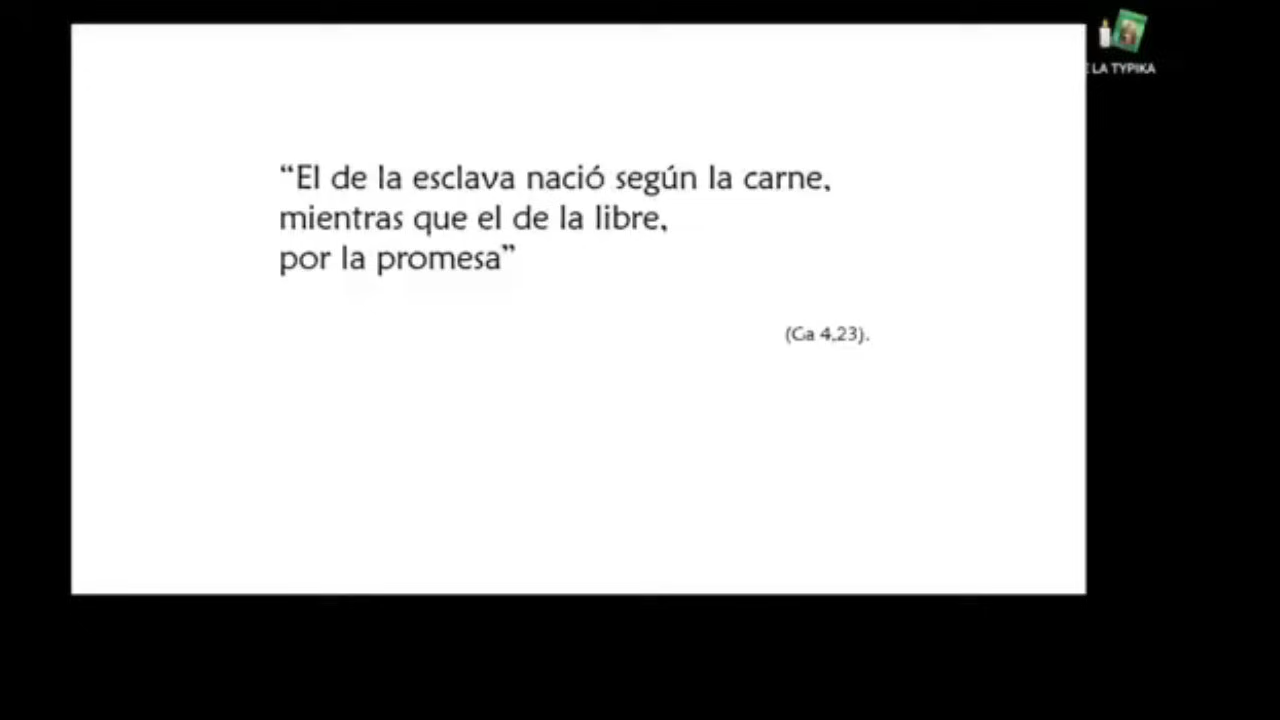 “El de la esclava nació según la carne,
mientras que el de la libre,
por la promesa”
(Ga 4,23).
LA TYPIKA